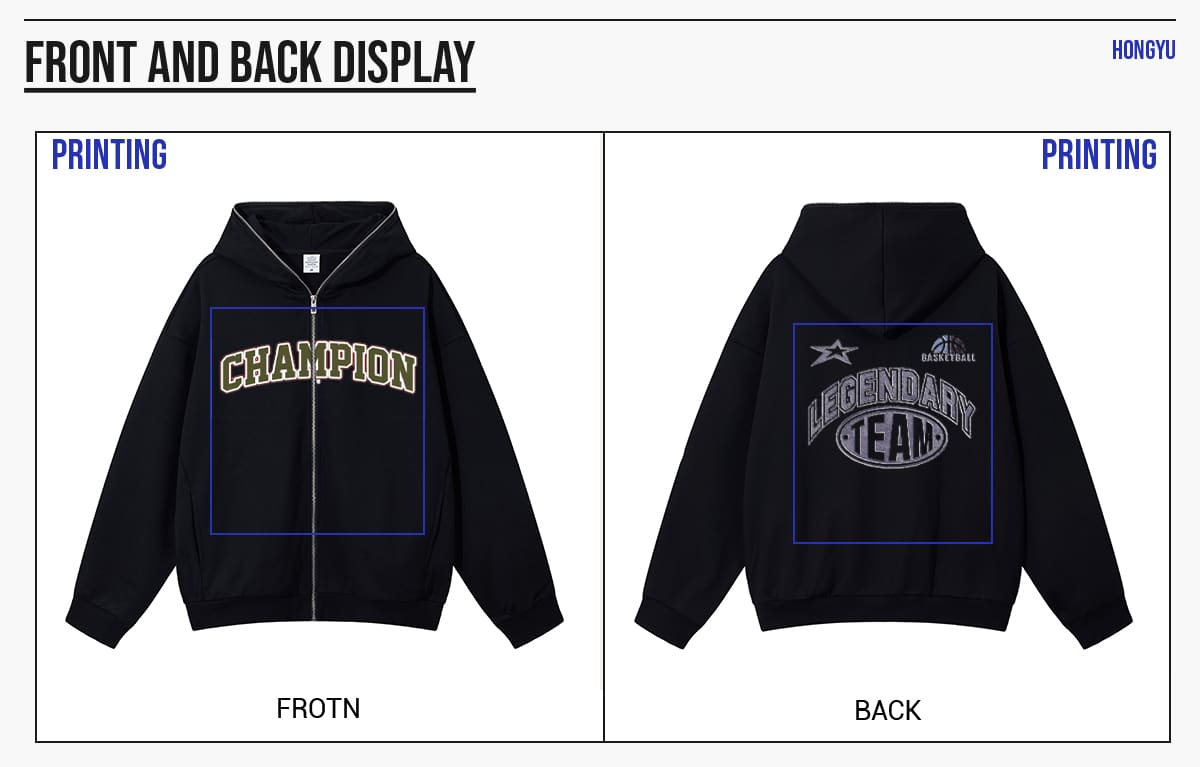 FRONT AND BACK DISPLAY
HONGYU
PRINTING
PRINTING
CHAMPION
BASKETBALL
LEGENDARY
TEAM
FROTN
BACK